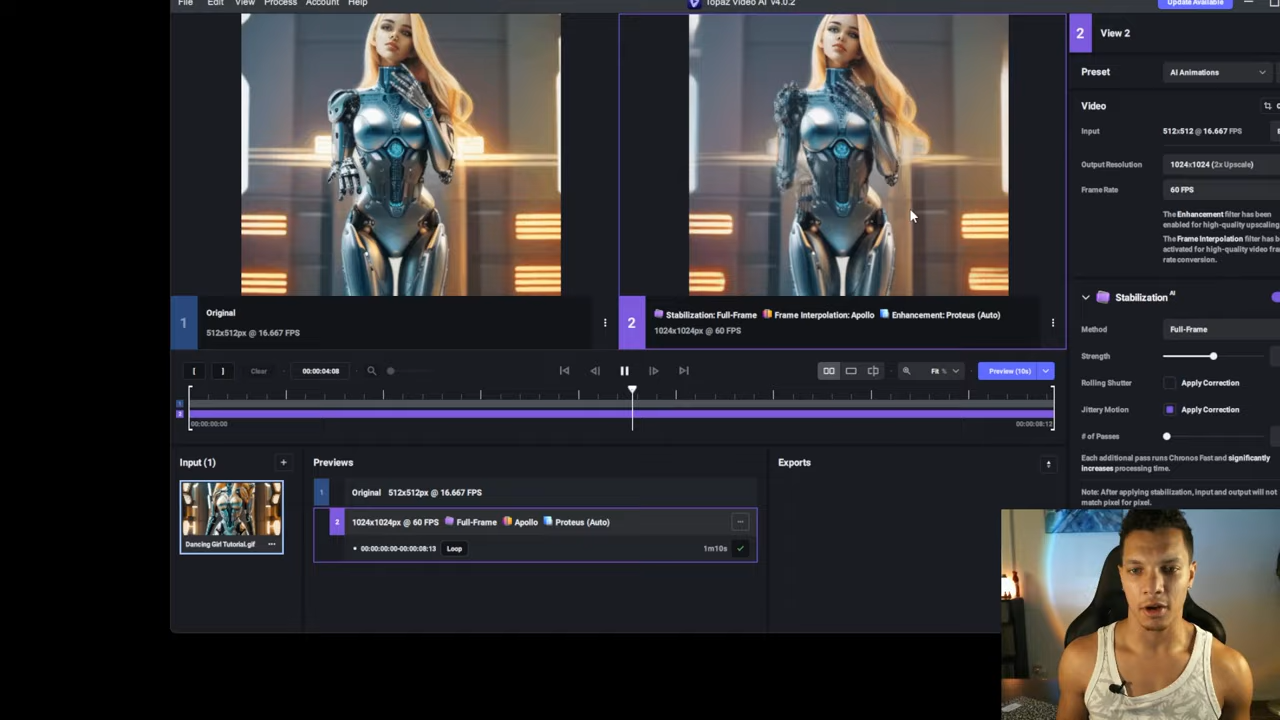 File Edit View Process Account Help
Topaz Video AI v4.0.2
Update Available
2 View 2
Preset AI Animations
Video
Input 512x512 @ 16.667 FPS
Output Resolution 1024x1024 (2x Upscale)
Frame Rate 60 FPS
The Enhancement filter has been
enabled for high-quality upscaling
The Frame Interpolation filter has b
activated for high-quality video fra
rate conversion.
Stabilization AI
Method Full-Frame
Strength
Rolling Shutter Apply Correction
Jittery Motion Apply Correction
# of Passes
Each additional pass runs Chronos Fast and significantly
increases processing time.
Note: After applying stabilization, input and output will not
match pixel for pixel.
1 Original
512x512px @ 16.667 FPS
2 Stabilization: Full-Frame Frame Interpolation: Apollo Enhancement: Proteus (Auto)
1024x1024px @ 60 FPS
[ ] Clear 00:00:04:08 Fit % Preview (10s)
1
2
00:00:00:00 00:00:08:12
Input (1) + Previews Exports
1 Original 512x512px @ 16.667 FPS
2 1024x1024px @ 60 FPS Full-Frame Apollo Proteus (Auto)
00:00:00:00-00:00:08:13 Loop 1m10s
Dancing Girl Tutorial.gif